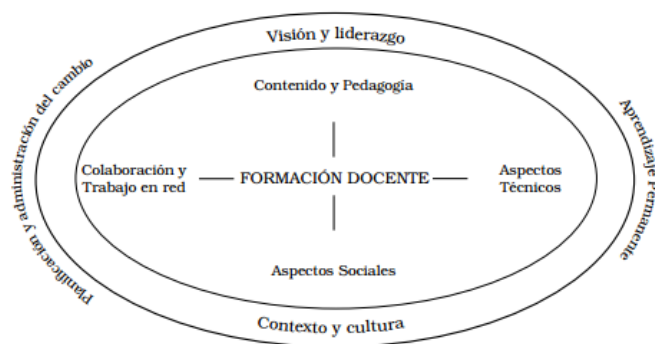 Visión y liderazgo
Contenido y Pedagogía
Planificación y administración del cambio
Colaboración y
Trabajo en red
FORMACIÓN DOCENTE
Aspectos
Técnicos
Aprendizaje Permanente
Aspectos Sociales
Contexto y cultura